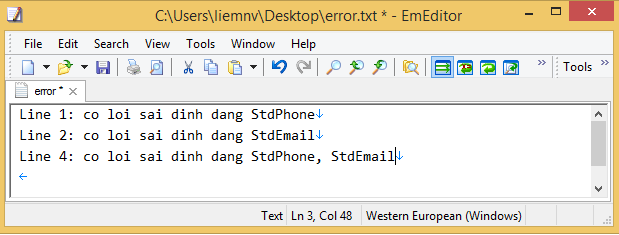 C:\Users\liemnv\Desktop\error.txt * - EmEditor
File Edit Search View Tools Window Help
Tools
error *
Line 1: co loi sai dinh dang StdPhone
Line 2: co loi sai dinh dang StdEmail
Line 4: co loi sai dinh dang StdPhone, StdEmail
Text Ln 3, Col 48 Western European (Windows)